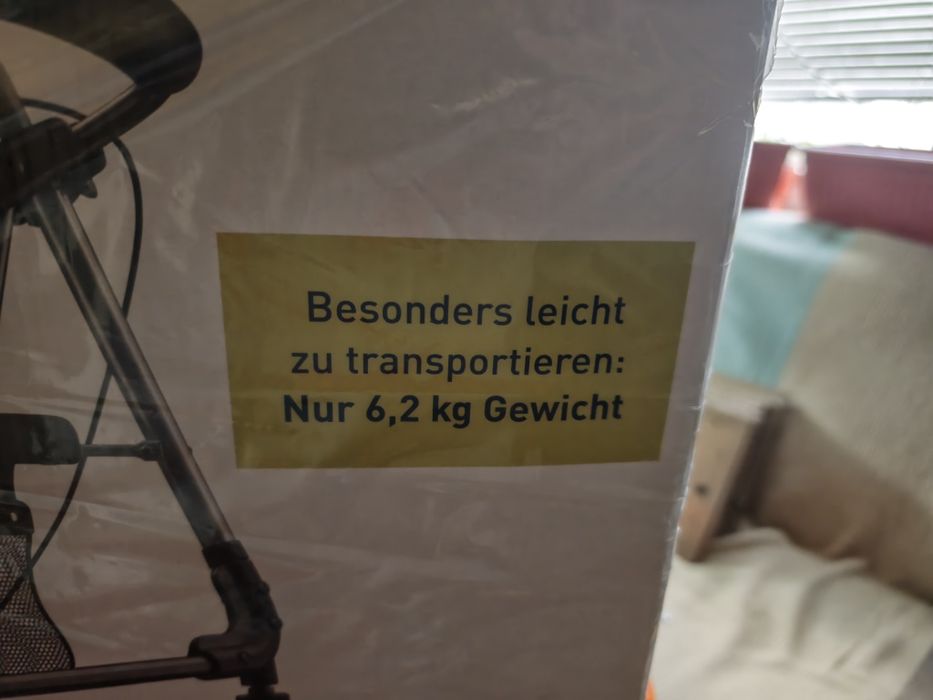 Besonders leicht
zu transportieren:
Nur 6,2 kg Gewicht